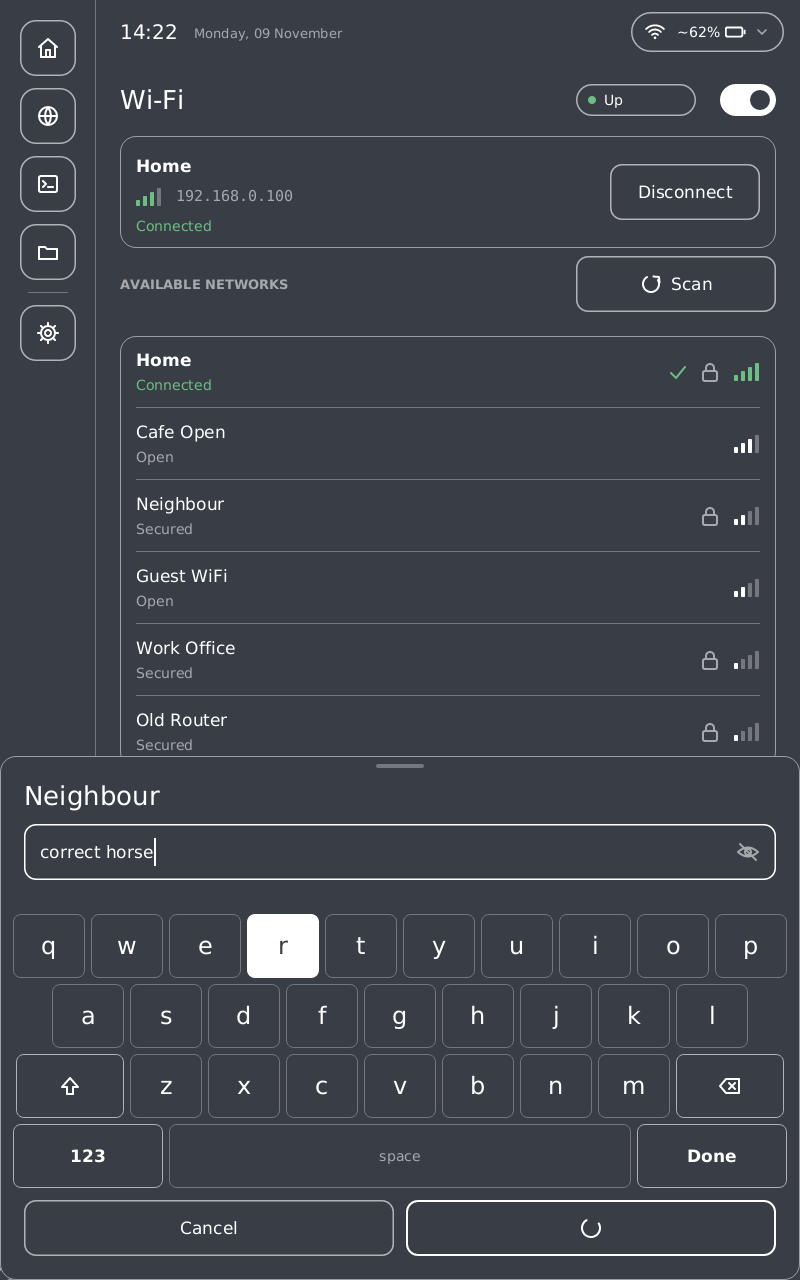 14:22 Monday, 09 November ~62%
Wi-Fi Up
Home
192.168.0.100
Connected
Disconnect
AVAILABLE NETWORKS Scan
Home
Connected
Cafe Open
Open
Neighbour
Secured
Guest WiFi
Open
Work Office
Secured
Old Router
Secured
Neighbour
correct horse
q w e r t y u i o p
a s d f g h j k l
z x c v b n m
123 space Done
Cancel